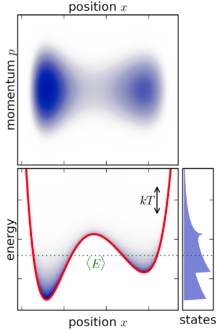 position x
momentum p
kT
⟨E⟩
energy
position x
states